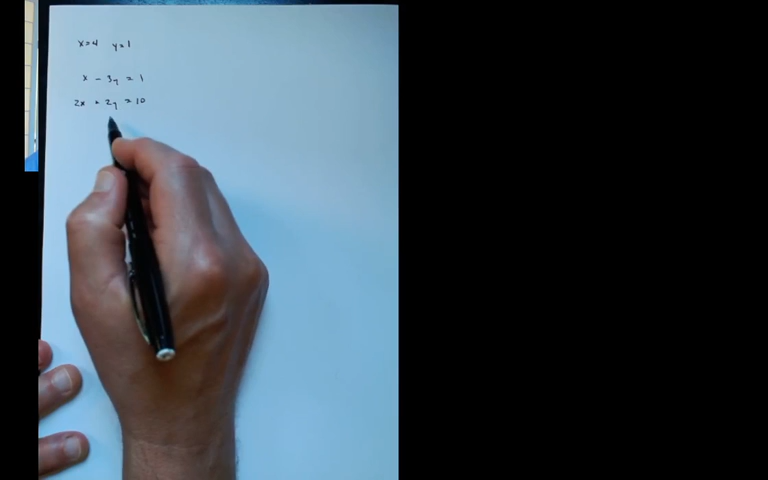 x=4 y=1
x - 3y = 1
2x + 2y = 10